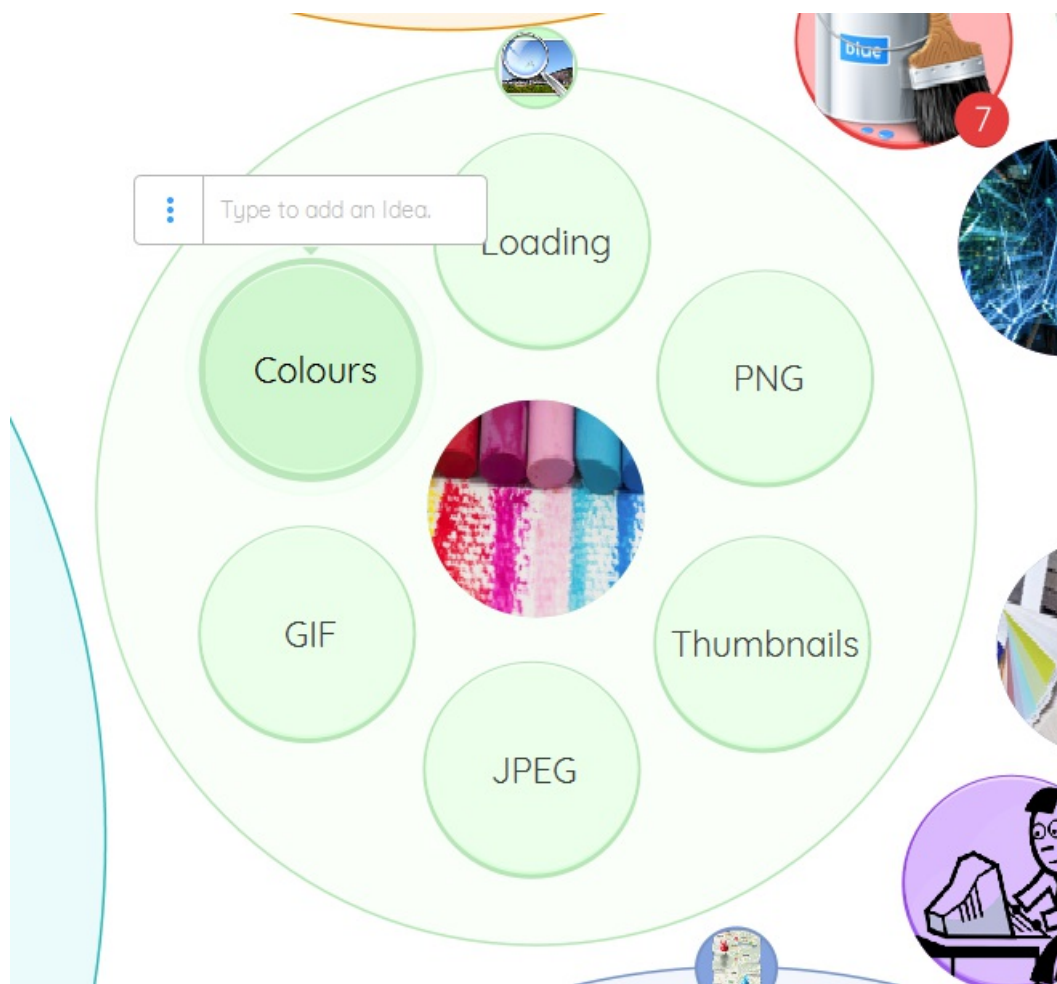 blue
7
Type to add an Idea.
Loading
Colours
PNG
GIF
Thumbnails
JPEG